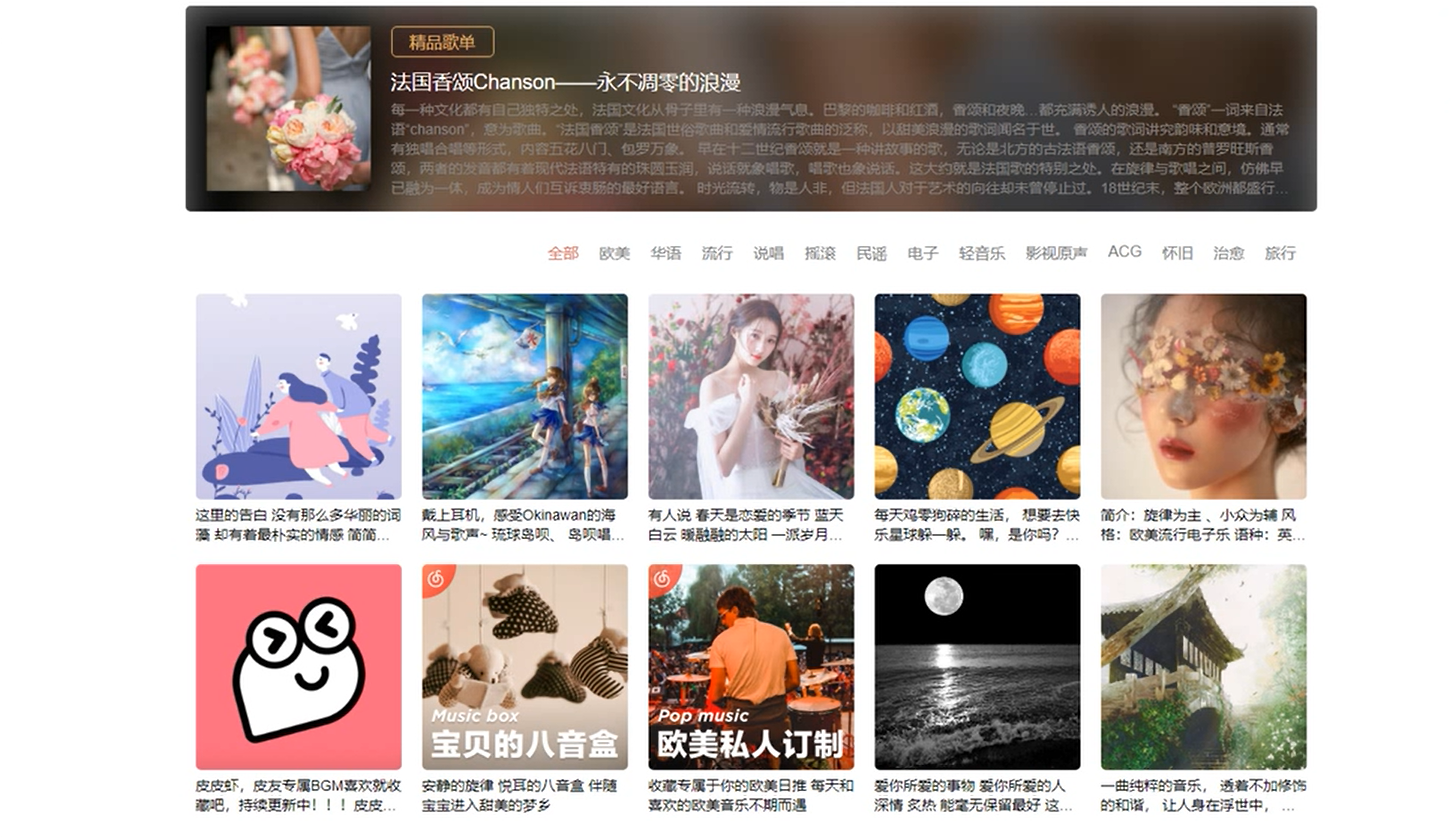 精品歌单
法国香颂Chanson——永不凋零的浪漫
每一种文化都有自己独特之处，法国文化从骨子里有一种浪漫气息。巴黎的咖啡和红酒，香颂和夜晚…都充满诱人的浪漫。 “香颂”一词来自法
语“chanson”，意为歌曲。“法国香颂”是法国世俗歌曲和爱情流行歌曲的泛称，以甜美浪漫的歌词闻名于世。 香颂的歌词讲究韵味和意境。通常
有独唱合唱等形式，内容五花八门、包罗万象。 早在十二世纪香颂就是一种讲故事的歌，无论是北方的古法语香颂，还是南方的普罗旺斯香
颂，两者的发音都有着现代法语特有的珠圆玉润，说话就象唱歌，唱歌也象说话。这大约就是法国歌的特别之处。在旋律与歌唱之间，仿佛早
已融为一体，成为情人们互诉衷肠的最好语言。 时光流转，物是人非，但法国人对于艺术的向往却未曾停止过。18世纪末，整个欧洲都盛行…
全部 欧美 华语 流行 说唱 摇滚 民谣 电子 轻音乐 影视原声 ACG 怀旧 治愈 旅行
这里的告白 没有那么多华丽的词
藻 却有着最朴实的情感 简简…
戴上耳机，感受Okinawan的海
风与歌声~ 琉球岛呗、 岛呗唱…
有人说 春天是恋爱的季节 蓝天
白云 暖融融的太阳 一派岁月…
每天鸡零狗碎的生活， 想要去快
乐星球躲一躲。 嘿，是你吗？ …
简介：旋律为主 、小众为辅 风
格：欧美流行电子乐 语种：英…
Music box
宝贝的八音盒
Pop music
欧美私人订制
皮皮虾，皮友专属BGM喜欢就收
藏吧，持续更新中！！！皮皮…
安静的旋律 悦耳的八音盒 伴随
宝宝进入甜美的梦乡
收藏专属于你的欧美日推 每天和
喜欢的欧美音乐不期而遇
爱你所爱的事物 爱你所爱的人
深情 炙热 能毫无保留最好 这…
一曲纯粹的音乐， 透着不加修饰
的和谐， 让人身在浮世中， …